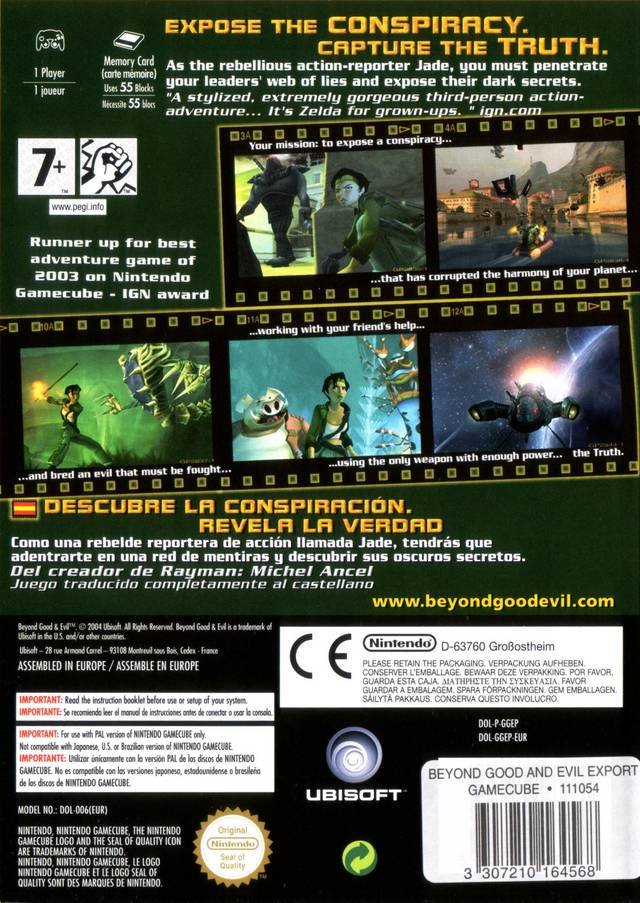 EXPOSE THE CONSPIRACY.
CAPTURE THE TRUTH.
1 Player
1 joueur
Memory Card
(carte mémoire)
Uses 55 Blocks
Nécessite 55 blocs
As the rebellious action-reporter Jade, you must penetrate
your leaders' web of lies and expose their dark secrets.
"A stylized, extremely gorgeous third-person action-
adventure... It's Zelda for grown-ups. " ign.com
7+
TM
TM
www.pegi.info
Runner up for best
adventure game of
2003 on Nintendo
Gamecube - IGN award
3A
4A
Your mission: to expose a conspiracy...
...that has corrupted the harmony of your planet...
10A
11A
12A
...working with your friend's help...
...and bred an evil that must be fought...
...using the only weapon with enough power... the Truth.
DESCUBRE LA CONSPIRACIÓN.
REVELA LA VERDAD
Como una rebelde reportera de acción llamada Jade, tendrás que
adentrarte en una red de mentiras y descubrir sus oscuros secretos.
Del creador de Rayman: Michel Ancel
Juego traducido completamente al castellano
www.beyondgoodevil.com
Beyond Good & Evil™. © 2004 Ubisoft. All Rights Reserved. Beyond Good & Evil is a trademark of
Ubisoft in the U.S. and/or other countries.
Ubisoft – 28 rue Armand Carrel – 93108 Montreuil sous Bois, Cedex - France
ASSEMBLED IN EUROPE / ASSEMBLE EN EUROPE
IMPORTANT: Read the instruction booklet before use or setup of your system.
IMPORTANTE: Se recomienda leer el manual de instrucciones antes de conectar o usar la consola.
IMPORTANT: For use with PAL version of NINTENDO GAMECUBE only.
Not compatible with Japanese, U.S. or Brazilian version of NINTENDO GAMECUBE.
IMPORTANTE: Utilizar únicamente con la versión PAL de los discos de NINTENDO
GAMECUBE. No es compatible con las versiones japonesa, estadounidense o brasileña
de los discos de NINTENDO GAMECUBE.
MODEL NO.: DOL-006(EUR)
NINTENDO, NINTENDO GAMECUBE, THE NINTENDO
GAMECUBE LOGO AND THE SEAL OF QUALITY ICON
ARE TRADEMARKS OF NINTENDO.
NINTENDO, NINTENDO GAMECUBE, LE LOGO
NINTENDO GAMECUBE ET LE LOGO SEAL OF
QUALITY SONT DES MARQUES DE NINTENDO.
Original
Nintendo
Seal of
Quality
TM
CE
Nintendo® D-63760 Großostheim
PLEASE RETAIN THE PACKAGING. VERPACKUNG AUFHEBEN.
CONSERVER L'EMBALLAGE. BEWAAR DEZE VERPAKKING. POR FAVOR,
GUARDA ESTA CAJA. ΔΙΑΤΗΡΗΣΤΕ ΤΗΝ ΣΥΣΚΕΥΑΣΙΑ. FAVOR
GUARDAR A EMBALAGEM. SPARA FÖRPACKNINGEN. GEM EMBALLAGEN.
SÄILYTÄ PAKKAUS. CONSERVA QUESTO INVOLUCRO.
DOL-P-GGEP
DOL-GGEP-EUR
UBISOFT™
BEYOND GOOD AND EVIL EXPORT
GAMECUBE • 111054
3 307210 164568